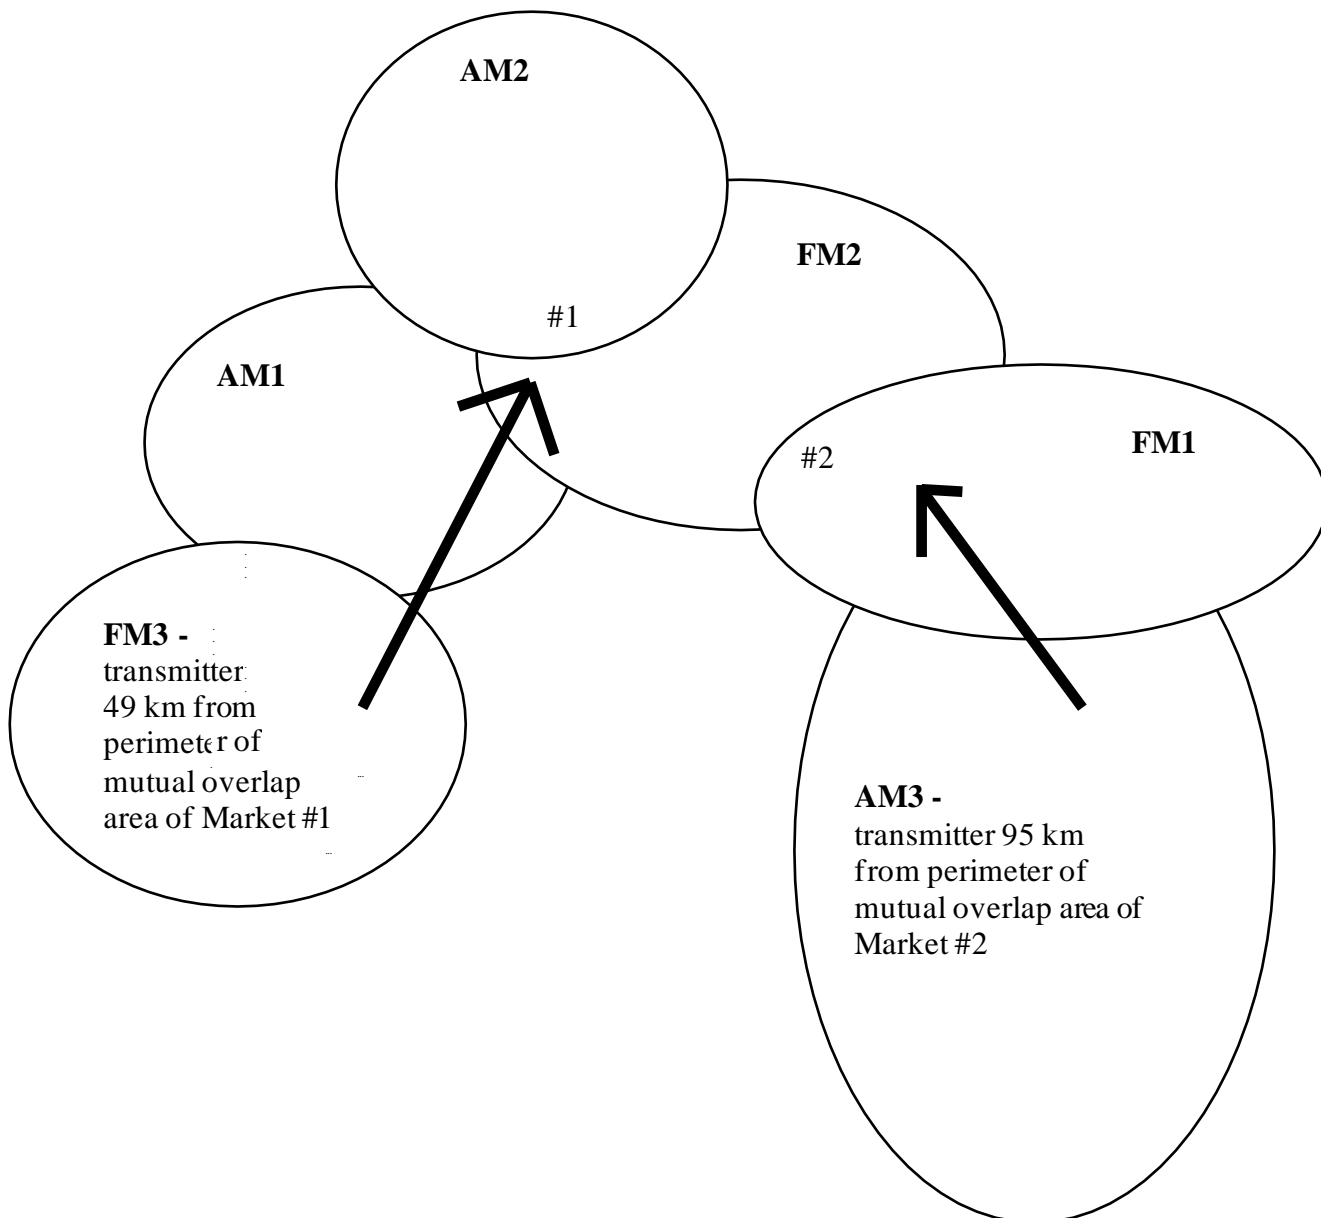 AM2
FM2
#1
AM1
FM1
#2
FM3 -
transmitter
49 km from
perimeter of
mutual overlap
area of Market #1
AM3 -
transmitter 95 km
from perimeter of
mutual overlap area of
Market #2